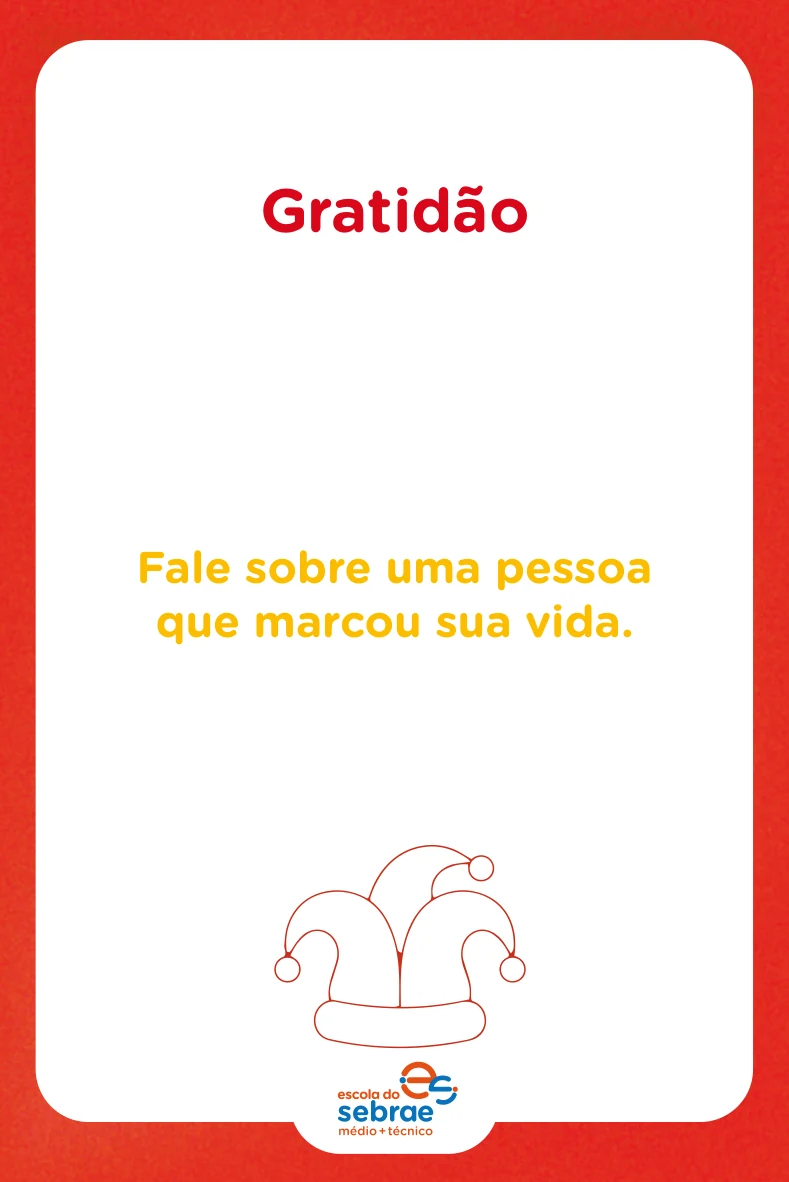 Gratidão
Fale sobre uma pessoa
que marcou sua vida.
escola do
sebrae
médio + técnico